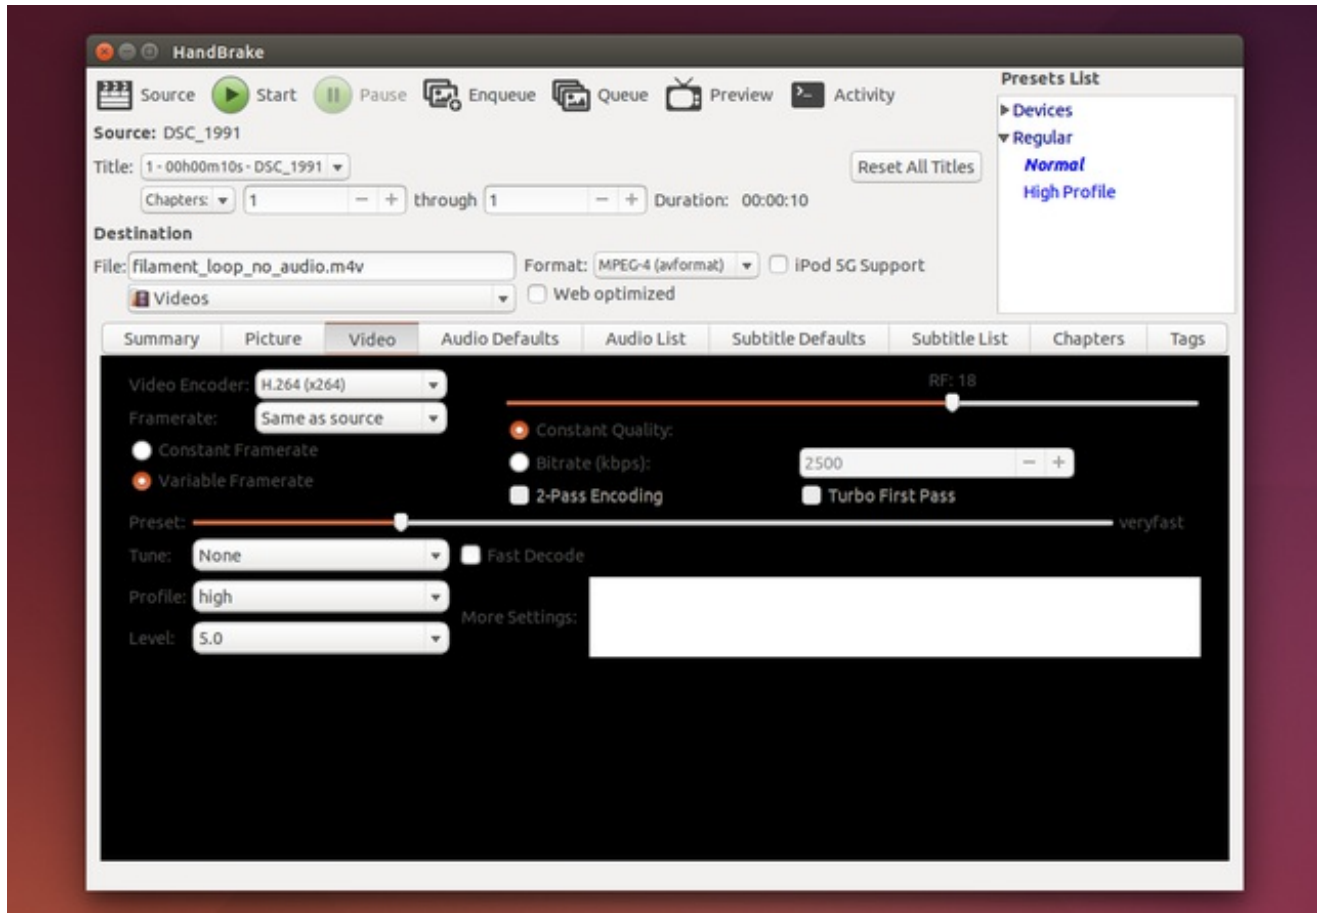 HandBrake
Source Start Pause Enqueue Queue Preview Activity
Presets List
Devices
Regular
Normal
High Profile
Source: DSC_1991
Title: 1 - 00h00m10s - DSC_1991
Reset All Titles
Chapters: 1 through 1 Duration: 00:00:10
Destination
File: filament_loop_no_audio.m4v Format: MPEG-4 (avformat) iPod 5G Support
Videos Web optimized
Summary Picture Video Audio Defaults Audio List Subtitle Defaults Subtitle List Chapters Tags
Video Encoder: H.264 (x264)
RF: 18
Framerate: Same as source
Constant Framerate
Variable Framerate
Constant Quality:
Bitrate (kbps): 2500
2-Pass Encoding Turbo First Pass
Preset: veryfast
Tune: None Fast Decode
Profile: high
More Settings:
Level: 5.0